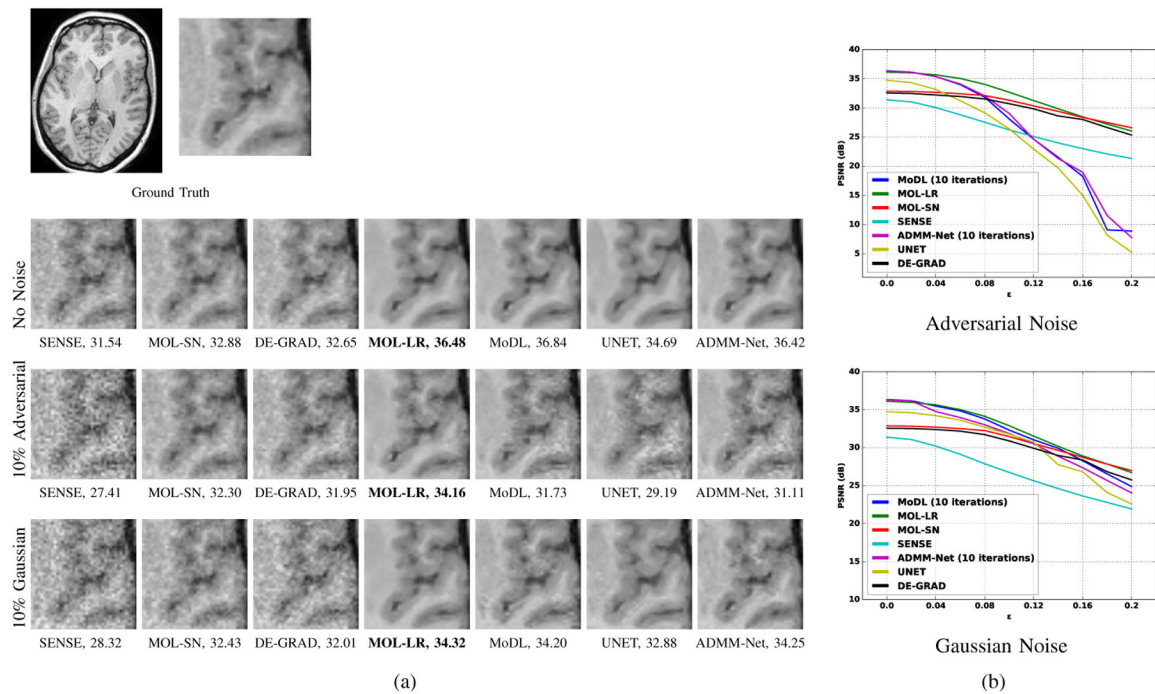 Ground Truth
No Noise
SENSE, 31.54
MOL-SN, 32.88
DE-GRAD, 32.65
MOL-LR, 36.48
MoDL, 36.84
UNET, 34.69
ADMM-Net, 36.42
10% Adversarial
SENSE, 27.41
MOL-SN, 32.30
DE-GRAD, 31.95
MOL-LR, 34.16
MoDL, 31.73
UNET, 29.19
ADMM-Net, 31.11
10% Gaussian
SENSE, 28.32
MOL-SN, 32.43
DE-GRAD, 32.01
MOL-LR, 34.32
MoDL, 34.20
UNET, 32.88
ADMM-Net, 34.25
(a)
40
35
30
25
20
15
10
5
PSNR (dB)
MoDL (10 iterations)
MOL-LR
MOL-SN
SENSE
ADMM-Net (10 iterations)
UNET
DE-GRAD
0.0 0.04 0.08 0.12 0.16 0.2
ε
Adversarial Noise
40
35
30
25
20
15
10
PSNR (dB)
MoDL (10 iterations)
MOL-LR
MOL-SN
SENSE
ADMM-Net (10 iterations)
UNET
DE-GRAD
0.0 0.04 0.08 0.12 0.16 0.2
ε
Gaussian Noise
(b)